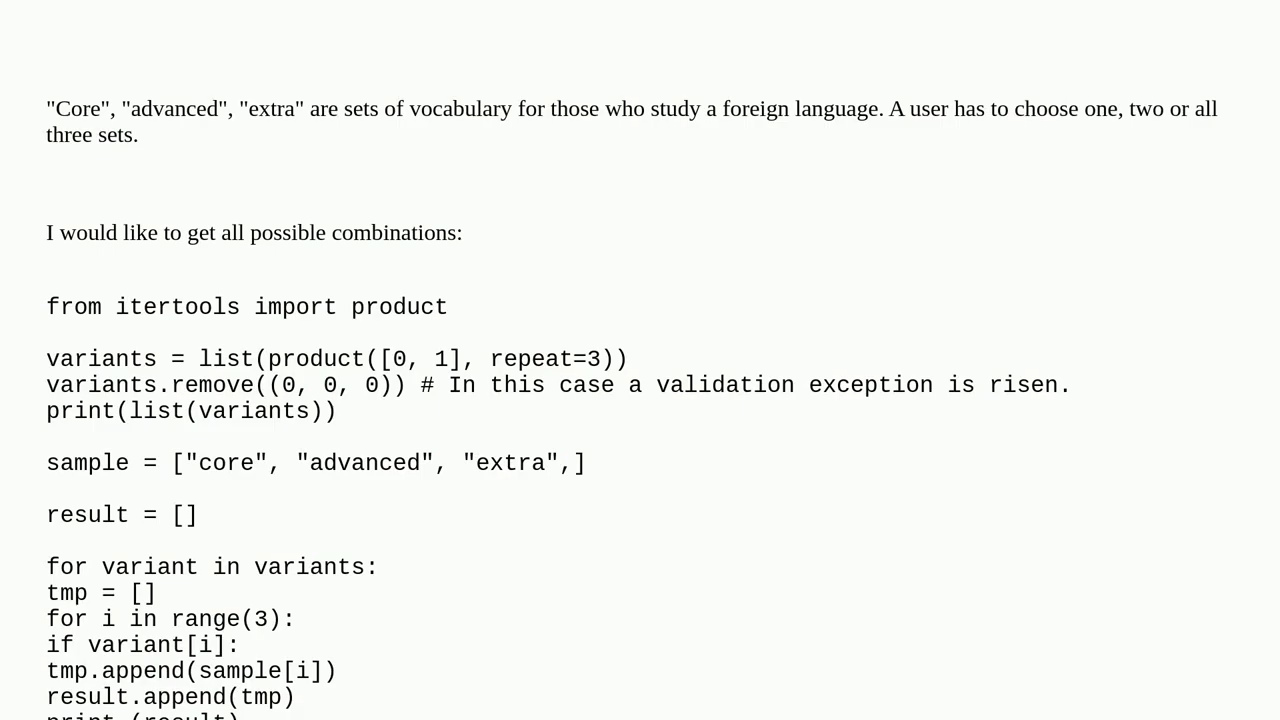 "Core", "advanced", "extra" are sets of vocabulary for those who study a foreign language. A user has to choose one, two or all
three sets.
I would like to get all possible combinations:
from itertools import product
variants = list(product([0, 1], repeat=3))
variants.remove((0, 0, 0)) # In this case a validation exception is risen.
print(list(variants))
sample = ["core", "advanced", "extra",]
result = []
for variant in variants:
tmp = []
for i in range(3):
if variant[i]:
tmp.append(sample[i])
result.append(tmp)
print (result)